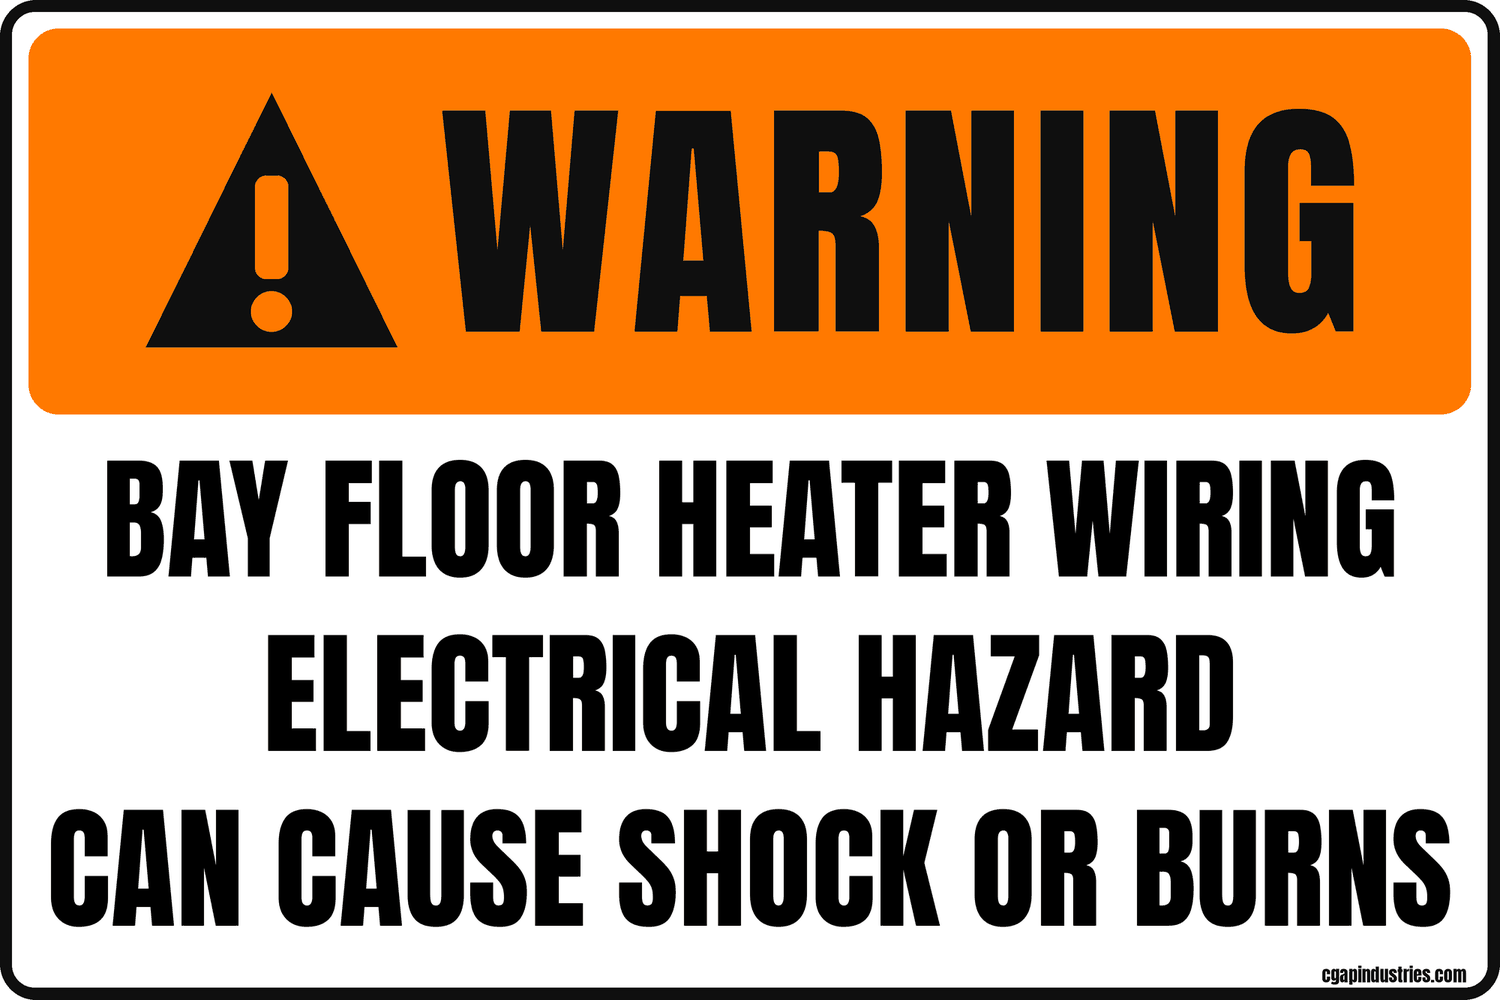 WARNING
BAY FLOOR HEATER WIRING
ELECTRICAL HAZARD
CAN CAUSE SHOCK OR BURNS
cgapindustries.com